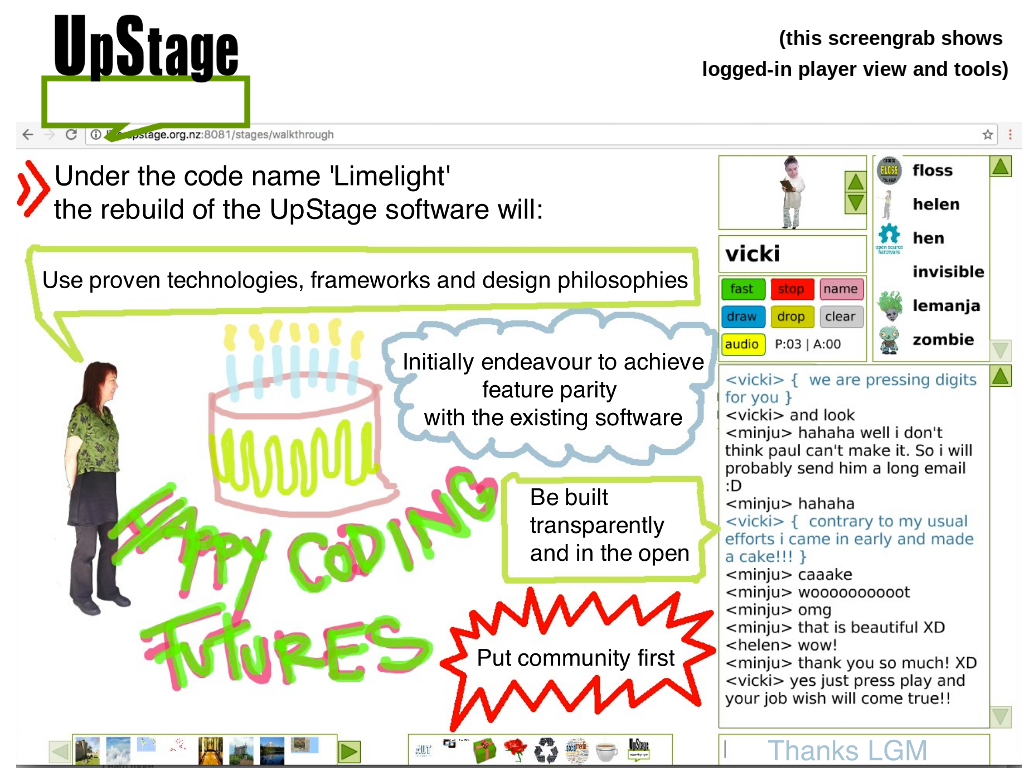 UpStage
(this screengrab shows
logged-in player view and tools)
upstage.org.nz:8081/stages/walkthrough
Under the code name 'Limelight'
the rebuild of the UpStage software will:
Use proven technologies, frameworks and design philosophies
Initially endeavour to achieve
feature parity
with the existing software
Be built
transparently
and in the open
Put community first
HAPPY CODING
FUTURES
vicki
fast stop name
draw drop clear
audio P:03 | A:00
floss
helen
hen
invisible
lemanja
zombie
<vicki> { we are pressing digits
for you }
<vicki> and look
<minju> hahaha well i don't
think paul can't make it. So i will
probably send him a long email
:D
<minju> hahaha
<vicki> { contrary to my usual
efforts i came in early and made
a cake!!! }
<minju> caaake
<minju> woooooooooot
<minju> omg
<minju> that is beautiful XD
<helen> wow!
<minju> thank you so much! XD
<vicki> yes just press play and
your job wish will come true!!
Thanks LGM